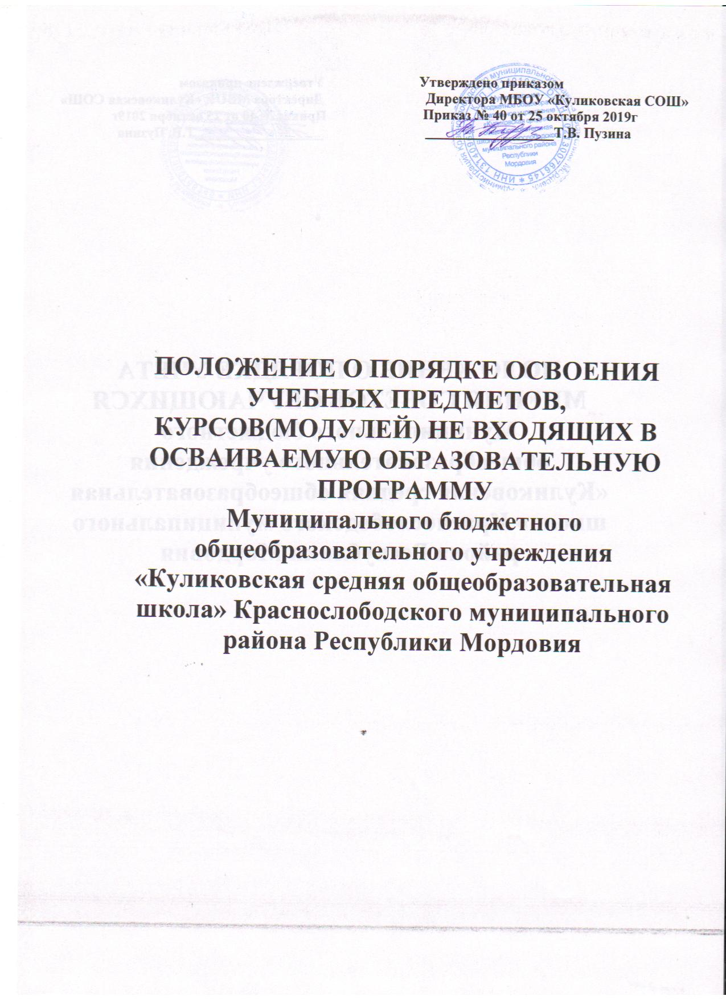 Утверждено приказом
Директора МБОУ «Куликовская СОШ»
Приказ № 40 от 25 октября 2019г
Т.В. Пузина
муниципального района
Республики
Мордовия
ИНН
ПОЛОЖЕНИЕ О ПОРЯДКЕ ОСВОЕНИЯ
УЧЕБНЫХ ПРЕДМЕТОВ,
КУРСОВ(МОДУЛЕЙ) НЕ ВХОДЯЩИХ В
ОСВАИВАЕМУЮ ОБРАЗОВАТЕЛЬНУЮ
ПРОГРАММУ
Муниципального бюджетного
общеобразовательного учреждения
«Куликовская средняя общеобразовательная
школа» Краснослободского муниципального
района Республики Мордовия